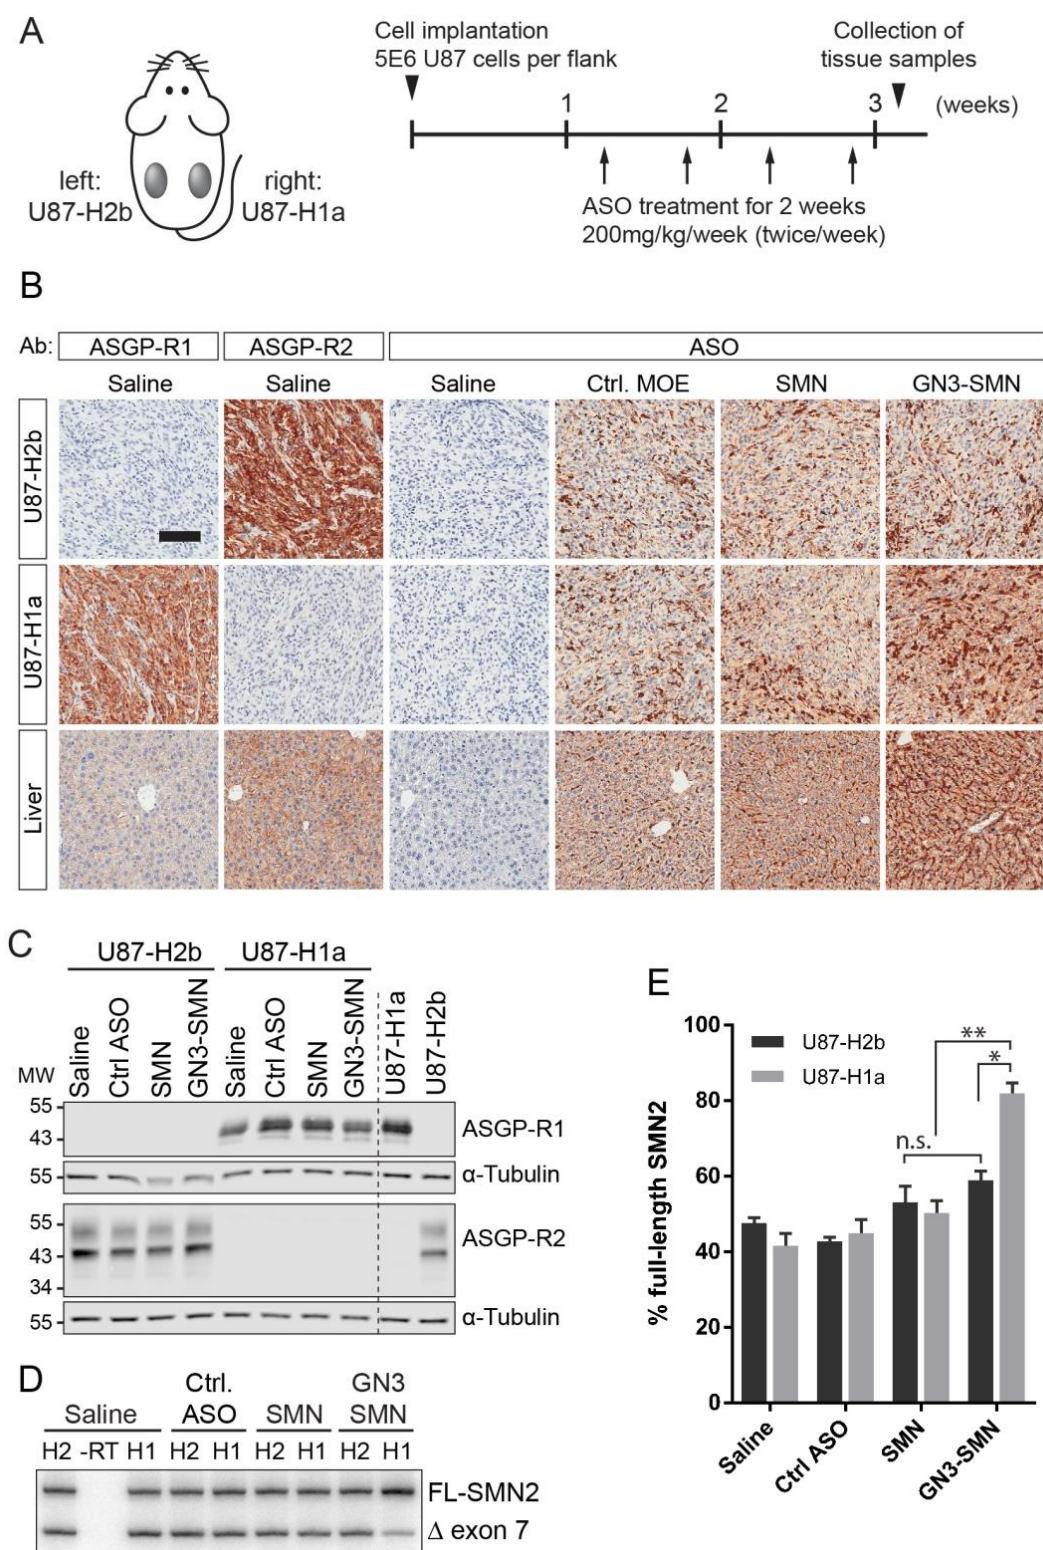 A
Cell implantation
5E6 U87 cells per flank
Collection of
tissue samples
1
2
3
(weeks)
left:
U87-H2b
right:
U87-H1a
ASO treatment for 2 weeks
200mg/kg/week (twice/week)
B
Ab:
ASGP-R1
ASGP-R2
ASO
Saline
Saline
Saline
Ctrl. MOE
SMN
GN3-SMN
U87-H2b
U87-H1a
Liver
C
U87-H2b
U87-H1a
Saline
Ctrl ASO
SMN
GN3-SMN
Saline
Ctrl ASO
SMN
GN3-SMN
U87-H1a
U87-H2b
MW
55
43
ASGP-R1
55
α-Tubulin
55
43
34
ASGP-R2
55
α-Tubulin
D
Saline
Ctrl.
ASO
SMN
GN3
SMN
H2 -RT H1 H2 H1 H2 H1 H2 H1
FL-SMN2
Δ exon 7
E
% full-length SMN2
100
80
60
40
20
0
U87-H2b
U87-H1a
**
*
n.s.
Saline
Ctrl ASO
SMN
GN3-SMN